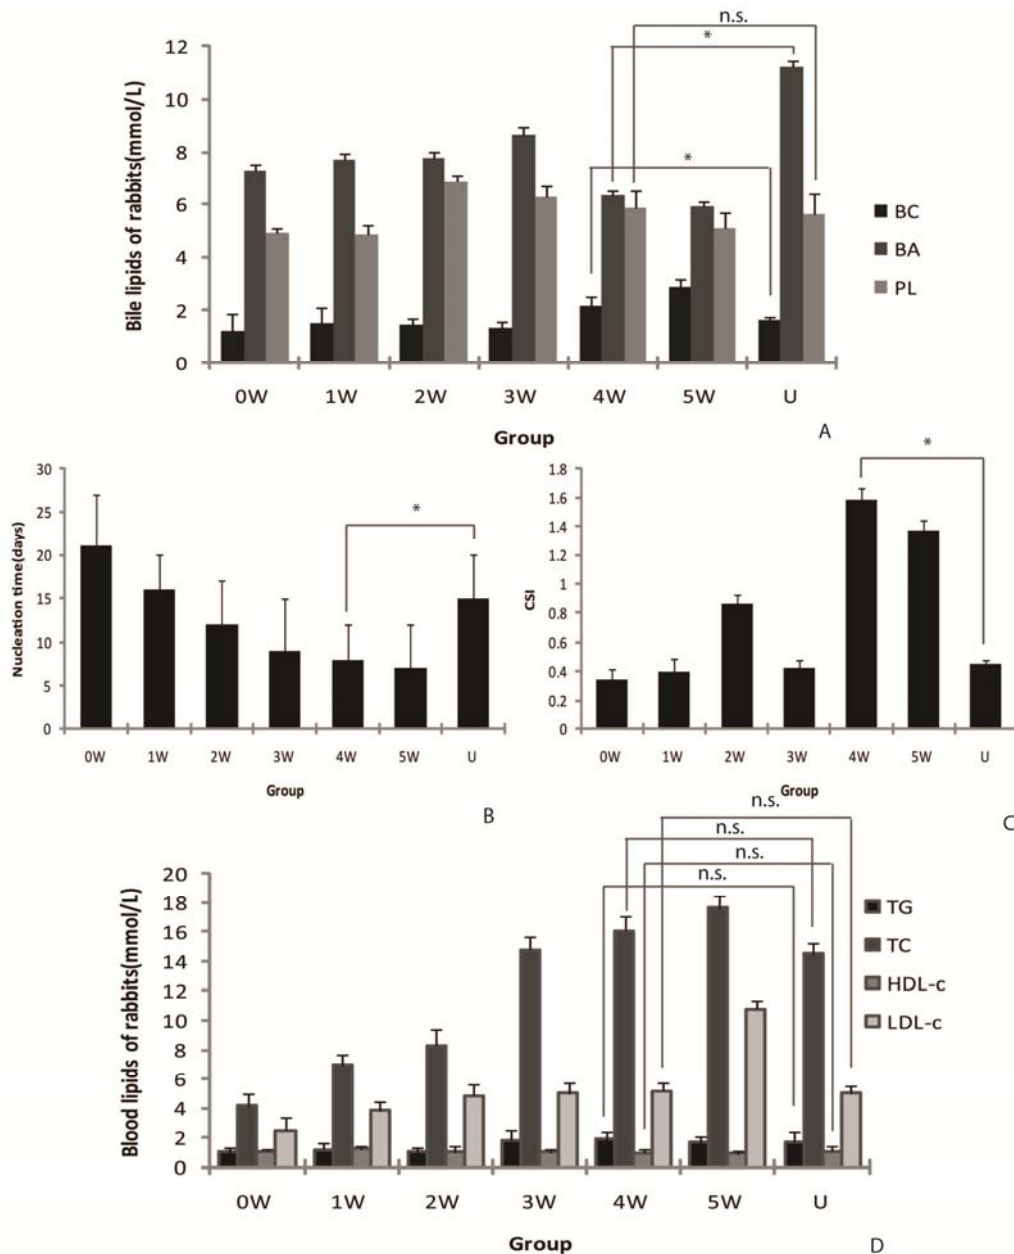 n.s.
*
*
Bile lipids of rabbits(mmol/L)
12
10
8
6
4
2
0
0W 1W 2W 3W 4W 5W U
Group
BC
BA
PL
A
Nucleation time(days)
30
25
20
15
10
5
0
*
0W 1W 2W 3W 4W 5W U
Group
B
CSI
1.8
1.6
1.4
1.2
1
0.8
0.6
0.4
0.2
0
*
0W 1W 2W 3W 4W 5W U
Group
C
n.s.
n.s.
n.s.
n.s.
Blood lipids of rabbits(mmol/L)
20
18
16
14
12
10
8
6
4
2
0
0W 1W 2W 3W 4W 5W U
Group
TG
TC
HDL-c
LDL-c
D